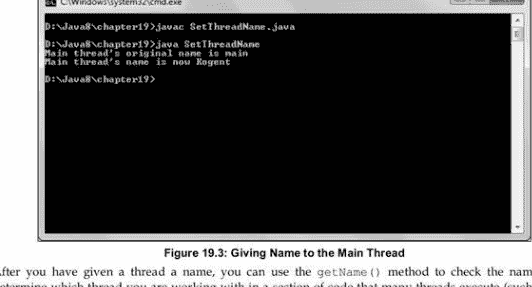 C:\Windows\system32\cmd.exe
D:\Java8\chapter19>javac SetThreadName.java
D:\Java8\chapter19>java SetThreadName
Main thread's original name is main
Main thread's name is now Kogent
D:\Java8\chapter19>
Figure 19.3: Giving Name to the Main Thread
After you have given a thread a name, you can use the getName() method to check the nam
etermine which thread you are working with in a section of code that many threads execute (such